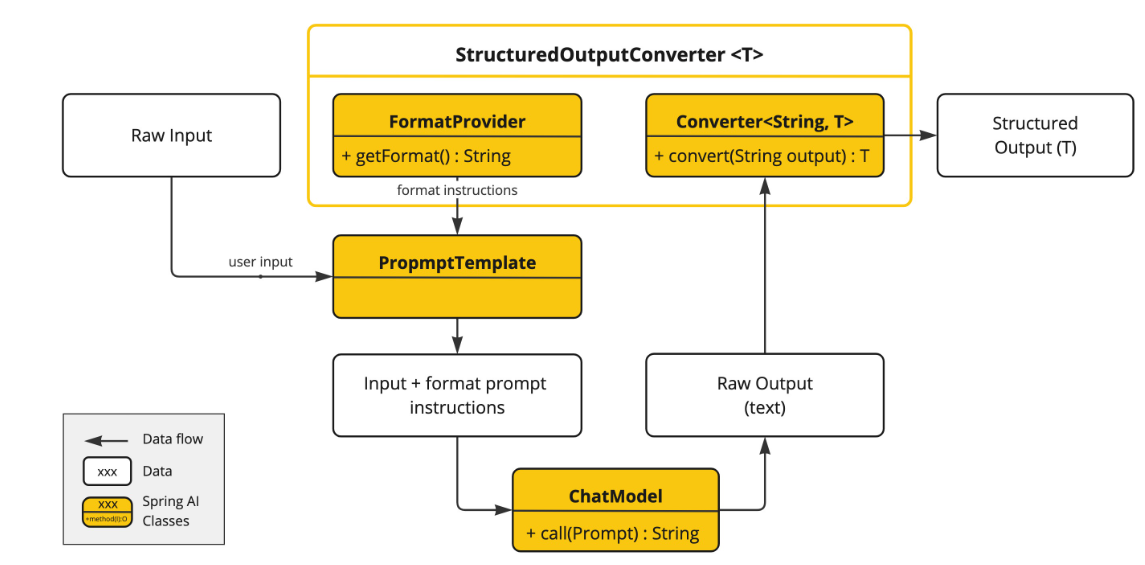 StructuredOutputConverter <T>
Raw Input
FormatProvider
+ getFormat() : String
Converter<String, T>
+ convert(String output) : T
Structured
Output (T)
format instructions
user input
PropmptTemplate
Input + format prompt
instructions
Raw Output
(text)
ChatModel
+ call(Prompt) : String
Data flow
xxx
Data
XXX
+method(I):O
Spring AI
Classes